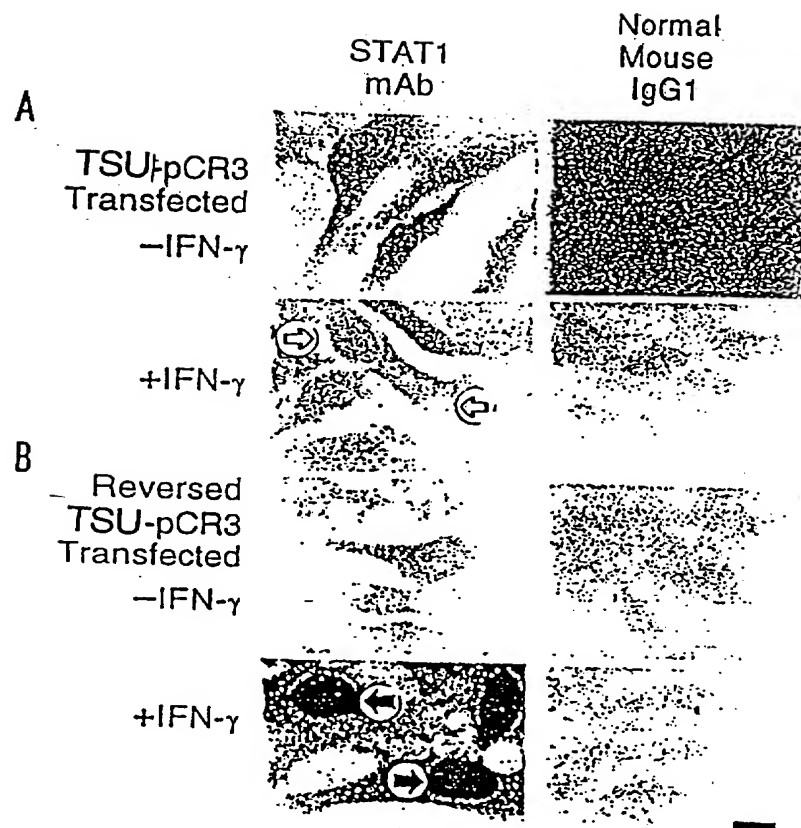 STAT1
mAb
Normal
Mouse
IgG1
A
TSU-pCR3
Transfected
−IFN-γ
+IFN-γ
B
Reversed
TSU-pCR3
Transfected
−IFN-γ
+IFN-γ